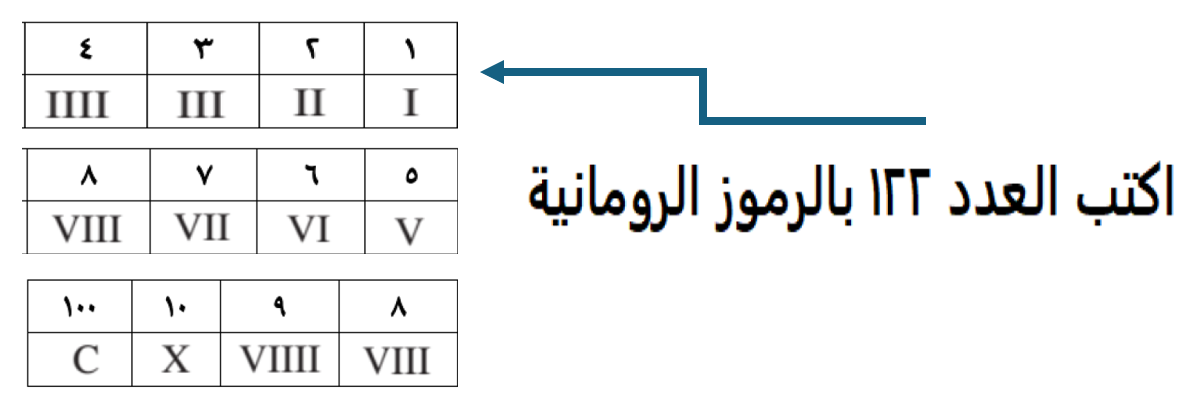 اكتب العدد ١٢٢ بالرموز الرومانية
١ ٢ ٣ ٤
I II III IIII
٥ ٦ ٧ ٨
V VI VII VIII
٨ ٩ ١٠ ١٠٠
VIII VIIII X C